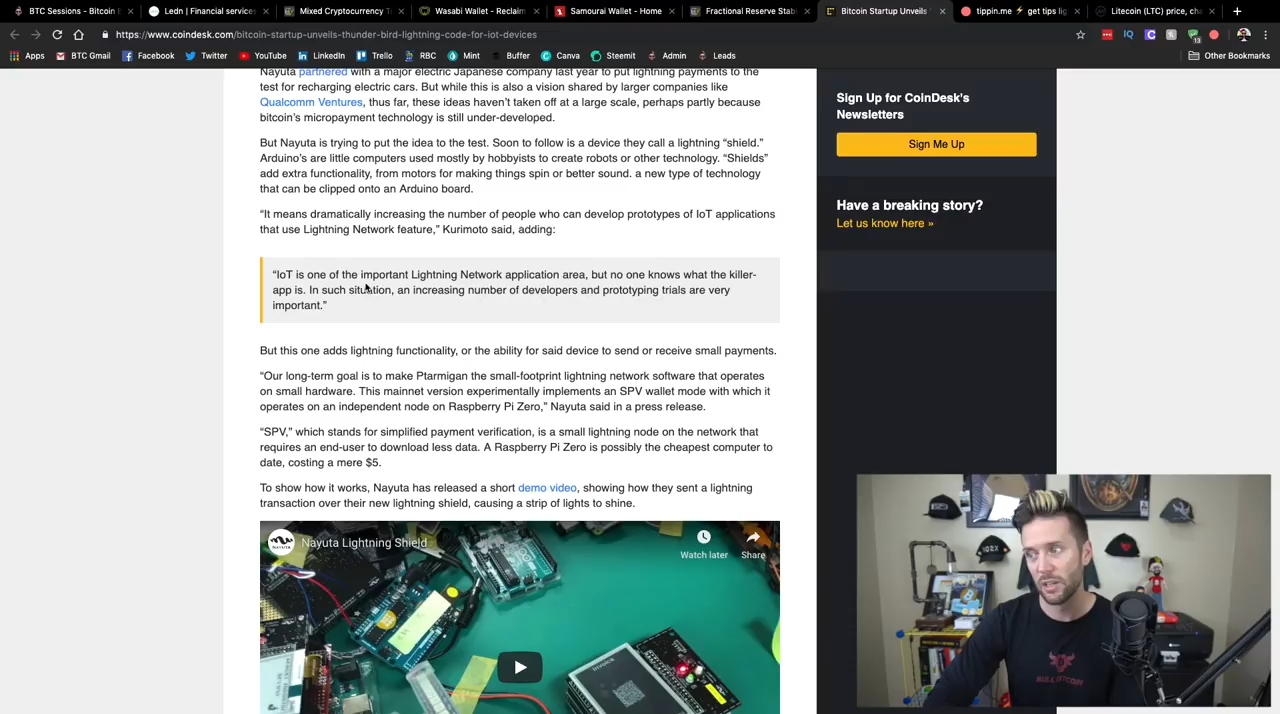 BTC Sessions - Bitcoin E
Ledn | Financial services
Mixed Cryptocurrency T
Wasabi Wallet - Reclaim
Samourai Wallet - Home
Fractional Reserve Stab
Bitcoin Startup Unveils
tippin.me ⚡ get tips lig
Litecoin (LTC) price, cha
https://www.coindesk.com/bitcoin-startup-unveils-thunder-bird-lightning-code-for-iot-devices
Apps
BTC Gmail
Facebook
Twitter
YouTube
LinkedIn
Trello
RBC
Mint
Buffer
Canva
Steemit
Admin
Leads
Other Bookmarks
Nayuta partnered with a major electric Japanese company last year to put lightning payments to the
test for recharging electric cars. But while this is also a vision shared by larger companies like
Qualcomm Ventures, thus far, these ideas haven't taken off at a large scale, perhaps partly because
bitcoin's micropayment technology is still under-developed.
But Nayuta is trying to put the idea to the test. Soon to follow is a device they call a lightning “shield.”
Arduino's are little computers used mostly by hobbyists to create robots or other technology. “Shields”
add extra functionality, from motors for making things spin or better sound. a new type of technology
that can be clipped onto an Arduino board.
“It means dramatically increasing the number of people who can develop prototypes of IoT applications
that use Lightning Network feature,” Kurimoto said, adding:
“IoT is one of the important Lightning Network application area, but no one knows what the killer-
app is. In such situation, an increasing number of developers and prototyping trials are very
important.”
But this one adds lightning functionality, or the ability for said device to send or receive small payments.
“Our long-term goal is to make Ptarmigan the small-footprint lightning network software that operates
on small hardware. This mainnet version experimentally implements an SPV wallet mode with which it
operates on an independent node on Raspberry Pi Zero,” Nayuta said in a press release.
“SPV,” which stands for simplified payment verification, is a small lightning node on the network that
requires an end-user to download less data. A Raspberry Pi Zero is possibly the cheapest computer to
date, costing a mere $5.
To show how it works, Nayuta has released a short demo video, showing how they sent a lightning
transaction over their new lightning shield, causing a strip of lights to shine.
NAYUTA
Nayuta Lightning Shield
Watch later
Share
Sign Up for CoinDesk's
Newsletters
Sign Me Up
Have a breaking story?
Let us know here »
BULL BITCOIN